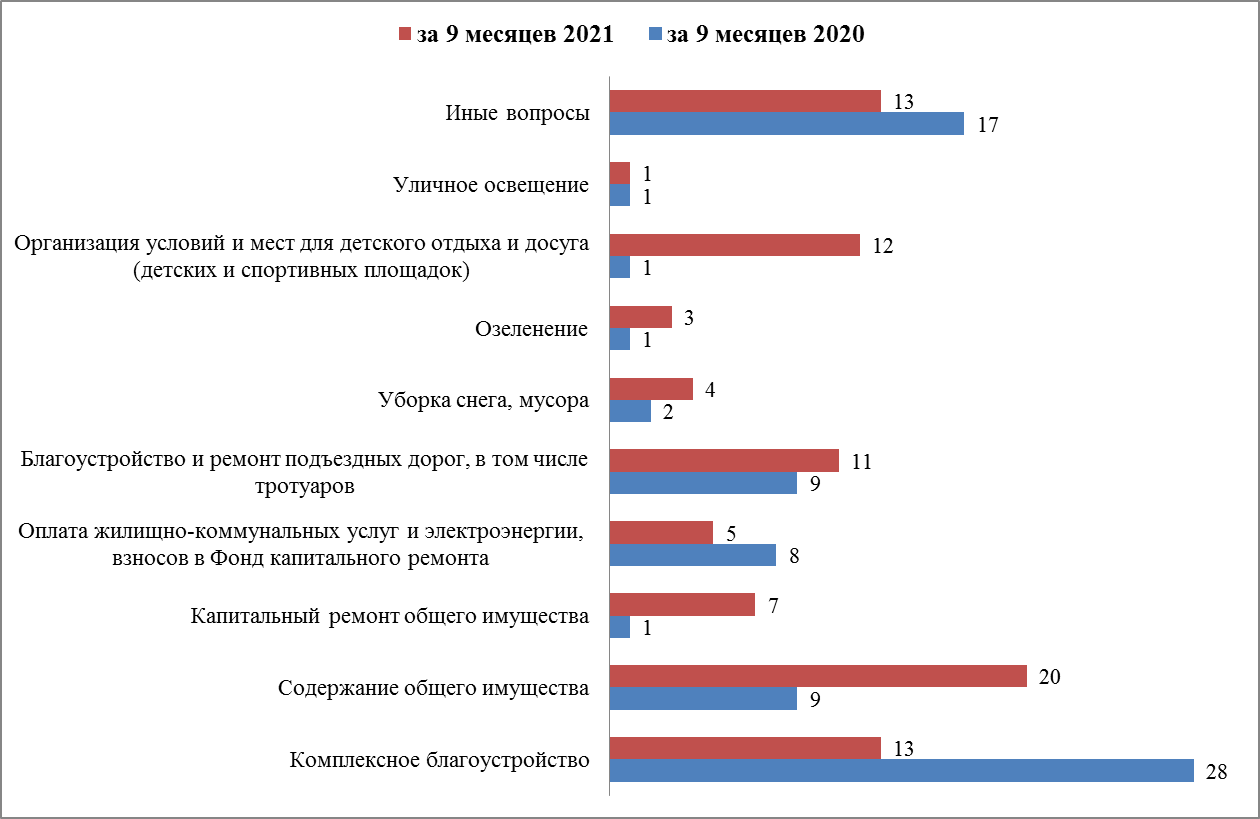 за 9 месяцев 2021 за 9 месяцев 2020
Иные вопросы
13
17
Уличное освещение
1
1
Организация условий и мест для детского отдыха и досуга
(детских и спортивных площадок)
12
1
Озеленение
3
1
Уборка снега, мусора
4
2
Благоустройство и ремонт подъездных дорог, в том числе
тротуаров
11
9
Оплата жилищно-коммунальных услуг и электроэнергии,
взносов в Фонд капитального ремонта
5
8
Капитальный ремонт общего имущества
7
1
Содержание общего имущества
20
9
Комплексное благоустройство
13
28